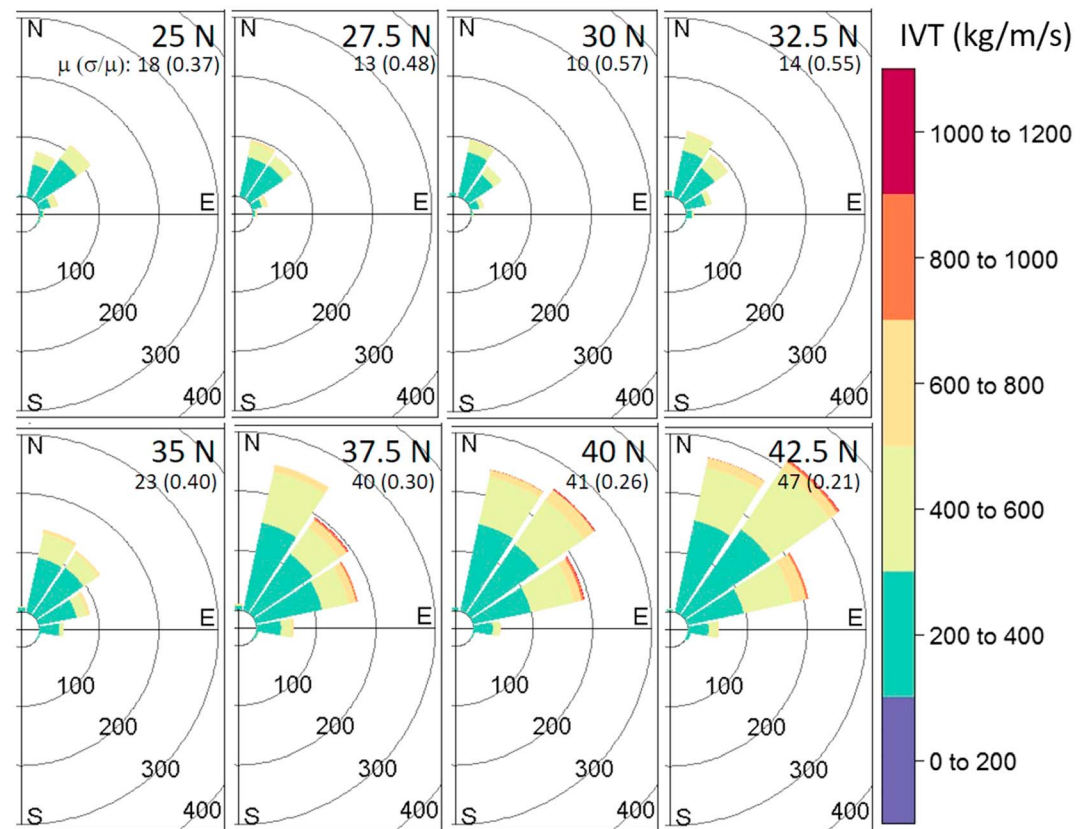 25 N
27.5 N
30 N
32.5 N
IVT (kg/m/s)
μ (σ/μ): 18 (0.37)
13 (0.48)
10 (0.57)
14 (0.55)
N
E
S
100
200
300
400
N
E
S
100
200
300
400
N
E
S
100
200
300
400
N
E
S
100
200
300
400
35 N
37.5 N
40 N
42.5 N
23 (0.40)
40 (0.30)
41 (0.26)
47 (0.21)
N
E
S
100
200
300
400
N
E
S
100
200
300
400
N
E
S
100
200
300
400
N
E
S
100
200
300
400
1000 to 1200
800 to 1000
600 to 800
400 to 600
200 to 400
0 to 200